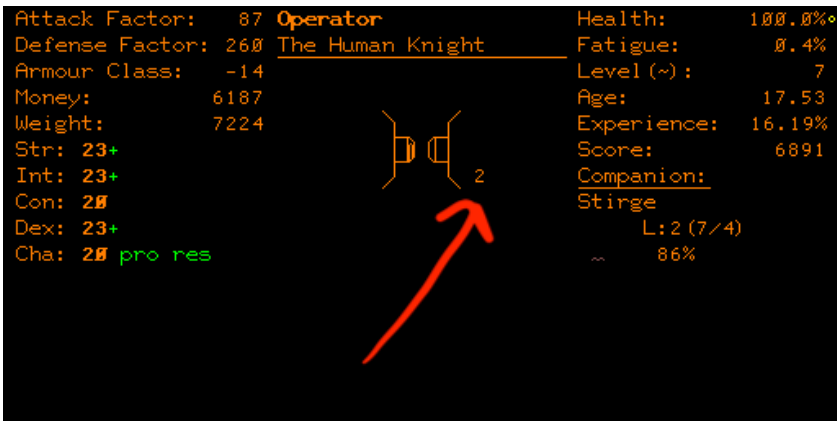 Attack Factor: 87
Defense Factor: 260
Armour Class: -14
Money: 6187
Weight: 7224
Str: 23+
Int: 23+
Con: 20
Dex: 23+
Cha: 20 pro res
Operator
The Human Knight
2
Health: 100.0%
Fatigue: 0.4%
Level(~): 7
Age: 17.53
Experience: 16.19%
Score: 6891
Companion:
Stirge
L:2(7/4)
~ 86%